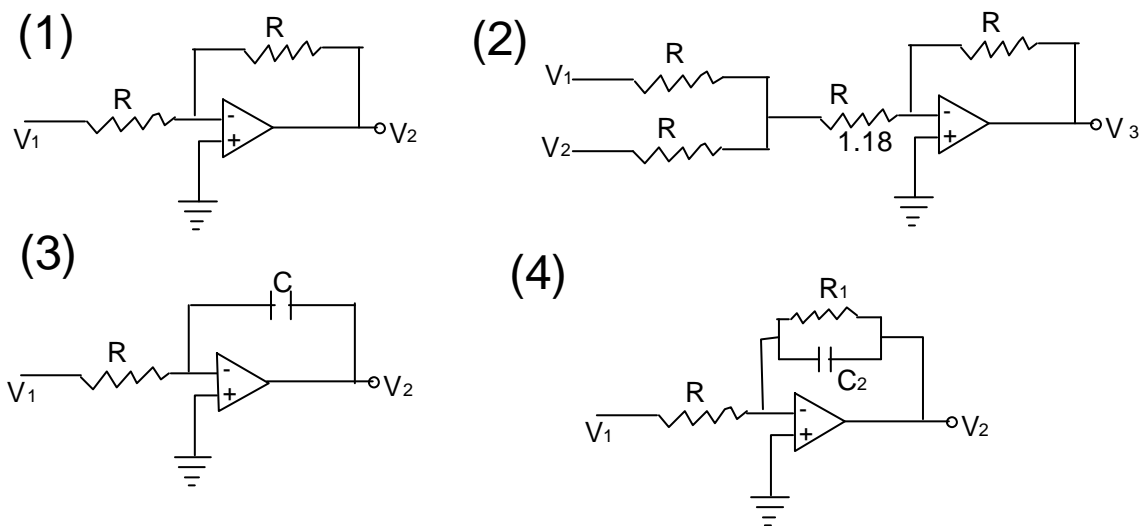 (1)
R
R
V1
-
+
V2
(2)
R
R
V1
R
-
+
V3
1.18
V2
R
(3)
C
R
V1
-
+
V2
(4)
R1
C2
R
V1
-
+
V2